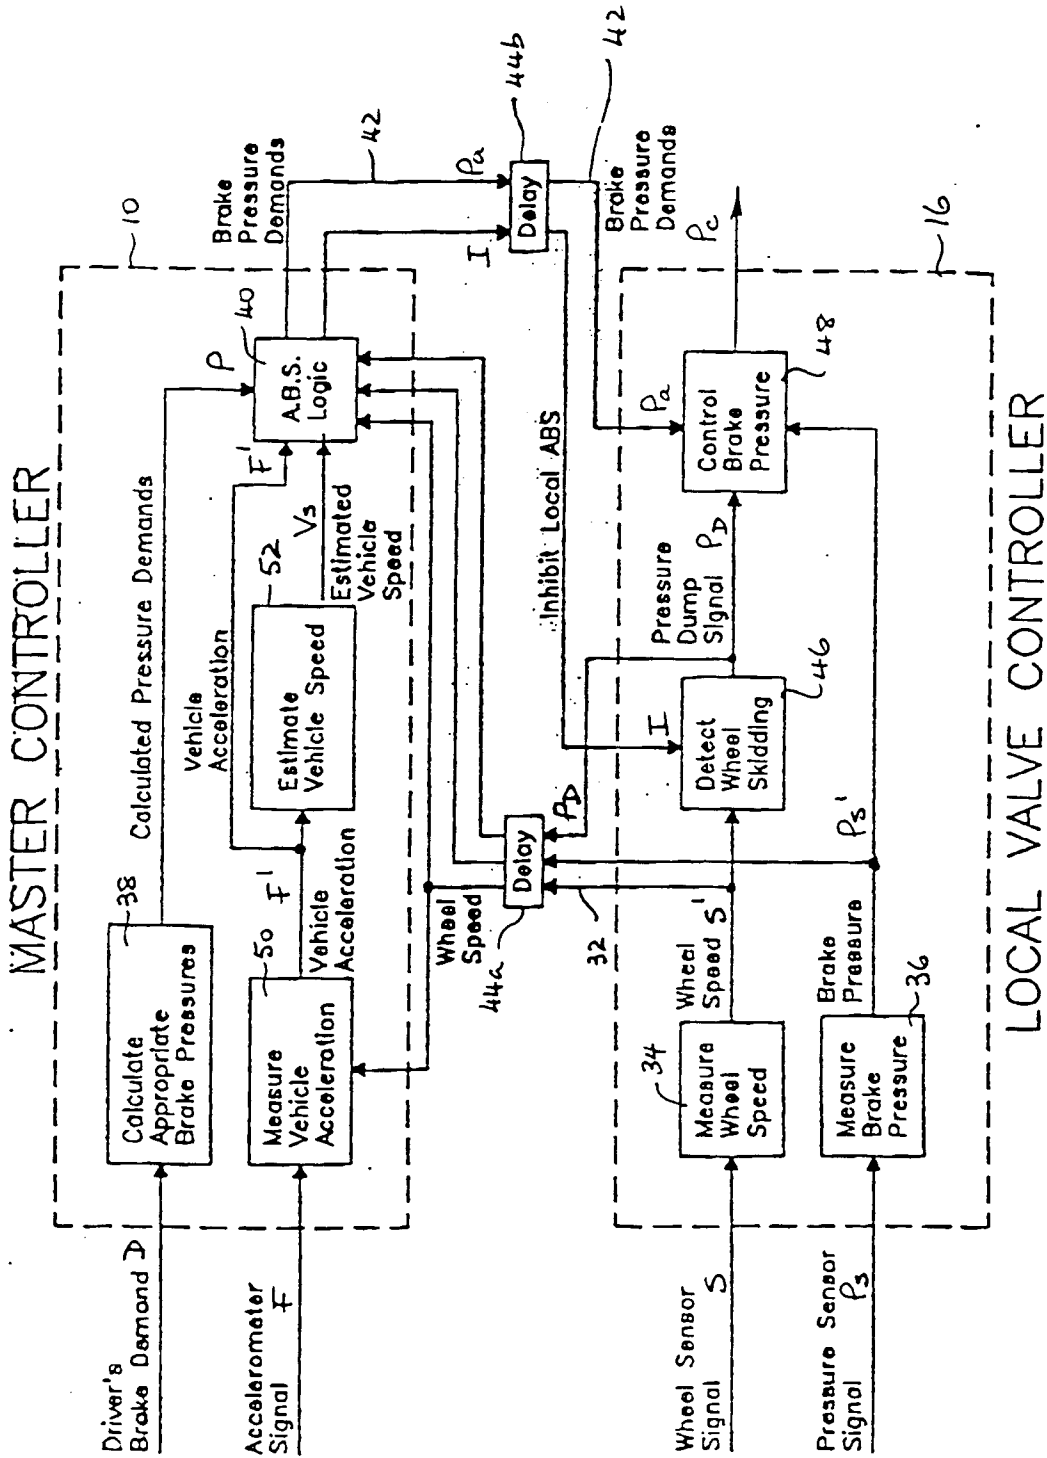 MASTER CONTROLLER
10
Driver's
Brake Demand D
38
Calculate
Appropriate
Brake Pressures
Calculated Pressure Demands
P
Accelerometer
Signal F
50
Measure
Vehicle
Acceleration
F'
Vehicle
Acceleration
Vehicle
Acceleration
52
Estimate
Vehicle Speed
F'
Vs
Estimated
Vehicle
Speed
40
A.B.S.
Logic
Brake
Pressure
Demands
42
Pa
I
44b
Delay
42
Brake
Pressure
Demands
Wheel
Speed
44a
Delay
32
PD
Inhibit Local ABS
Wheel Sensor
Signal S
34
Measure
Wheel
Speed
Wheel
Speed S'
I
Detect
Wheel
Skidding
46
Pressure
Dump
Signal PD
Pa
Control
Brake
Pressure
48
Pc
16
Pressure Sensor
Signal Ps
Measure
Brake
Pressure
36
Brake
Pressure
Ps'
LOCAL VALVE CONTROLLER